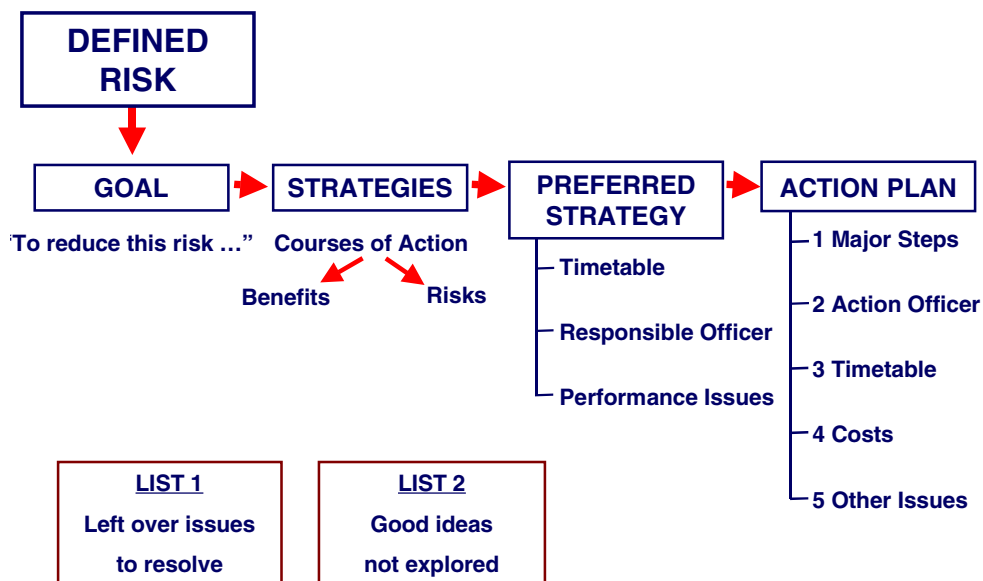 DEFINED
RISK
GOAL
STRATEGIES
PREFERRED
STRATEGY
ACTION PLAN
"To reduce this risk …"
Courses of Action
Benefits
Risks
Timetable
Responsible Officer
Performance Issues
1 Major Steps
2 Action Officer
3 Timetable
4 Costs
5 Other Issues
LIST 1
Left over issues
to resolve
LIST 2
Good ideas
not explored